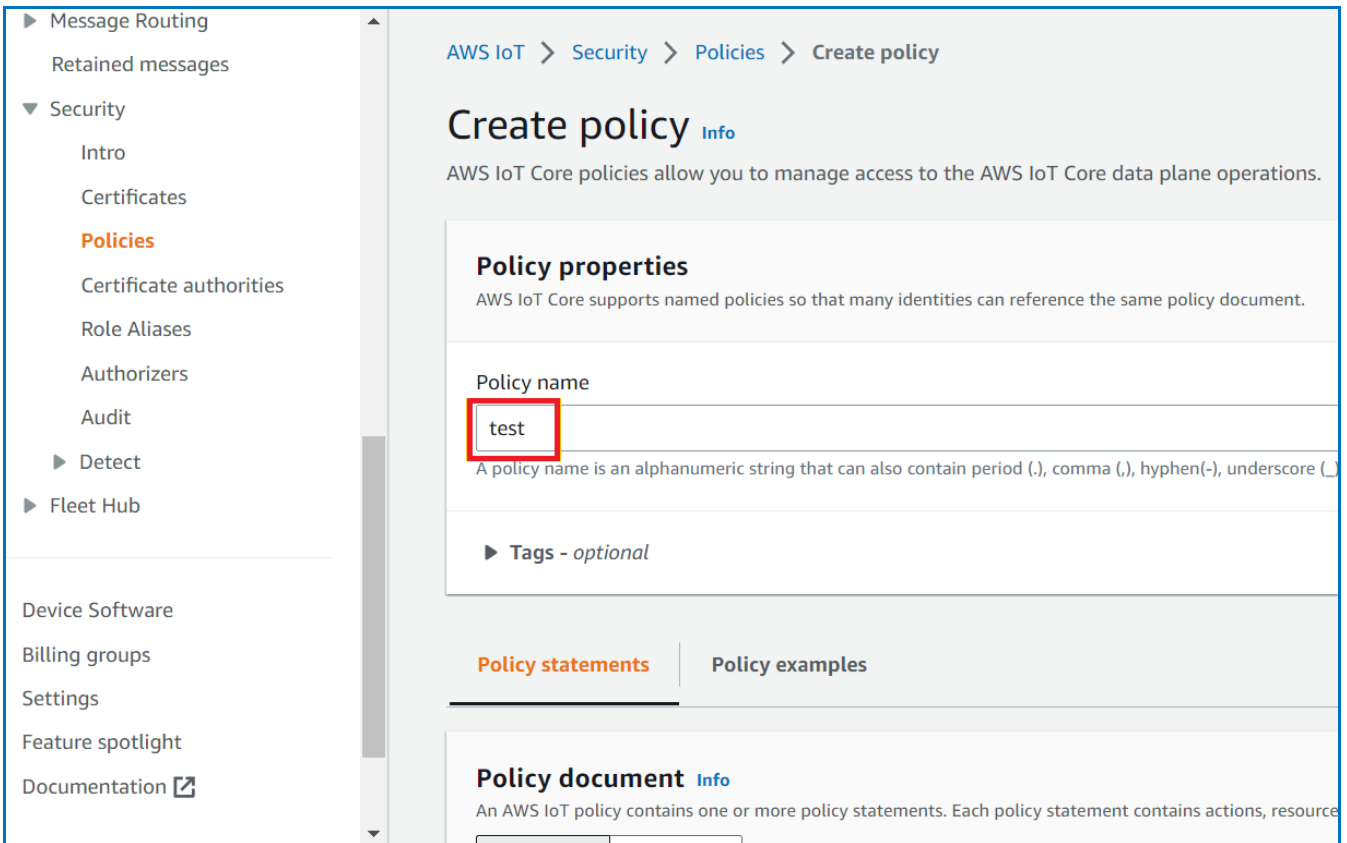 Message Routing
Retained messages
Security
Intro
Certificates
Policies
Certificate authorities
Role Aliases
Authorizers
Audit
Detect
Fleet Hub
Device Software
Billing groups
Settings
Feature spotlight
Documentation
AWS IoT > Security > Policies > Create policy
Create policy Info
AWS IoT Core policies allow you to manage access to the AWS IoT Core data plane operations.
Policy properties
AWS IoT Core supports named policies so that many identities can reference the same policy document.
Policy name
test
A policy name is an alphanumeric string that can also contain period (.), comma (,), hyphen(-), underscore (_)
Tags - optional
Policy statements
Policy examples
Policy document Info
An AWS IoT policy contains one or more policy statements. Each policy statement contains actions, resource